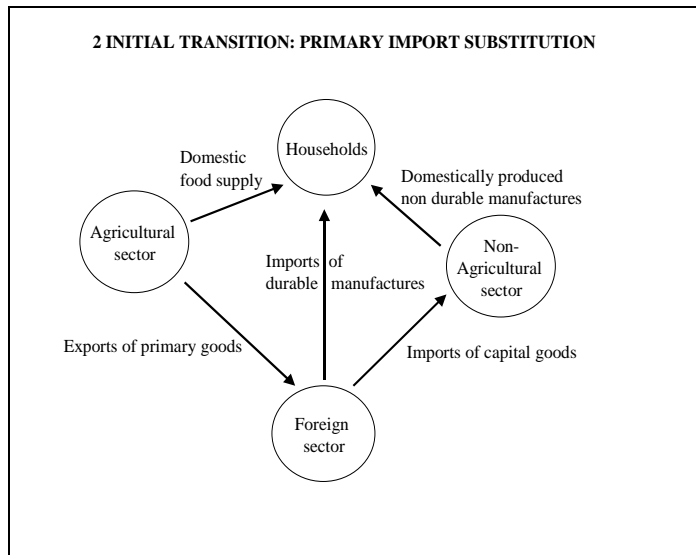 2 INITIAL TRANSITION: PRIMARY IMPORT SUBSTITUTION
Households
Domestic
food supply
Domestically produced
non durable manufactures
Agricultural
sector
Imports of
durable manufactures
Non-
Agricultural
sector
Exports of primary goods
Imports of capital goods
Foreign
sector